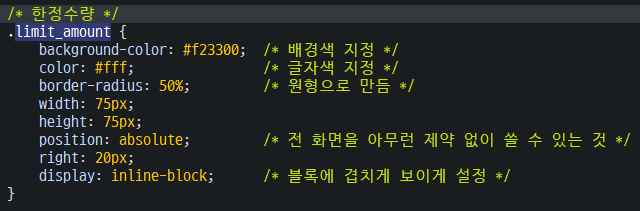 /* 한정수량 */
.limit_amount {
    background-color: #f23300;  /* 배경색 지정 */
    color: #fff;                /* 글자색 지정 */
    border-radius: 50%;         /* 원형으로 만듬 */
    width: 75px;
    height: 75px;
    position: absolute;         /* 전 화면을 아무런 제약 없이 쓸 수 있는 것 */
    right: 20px;
    display: inline-block;      /* 블록에 겹치게 보이게 설정 */
}